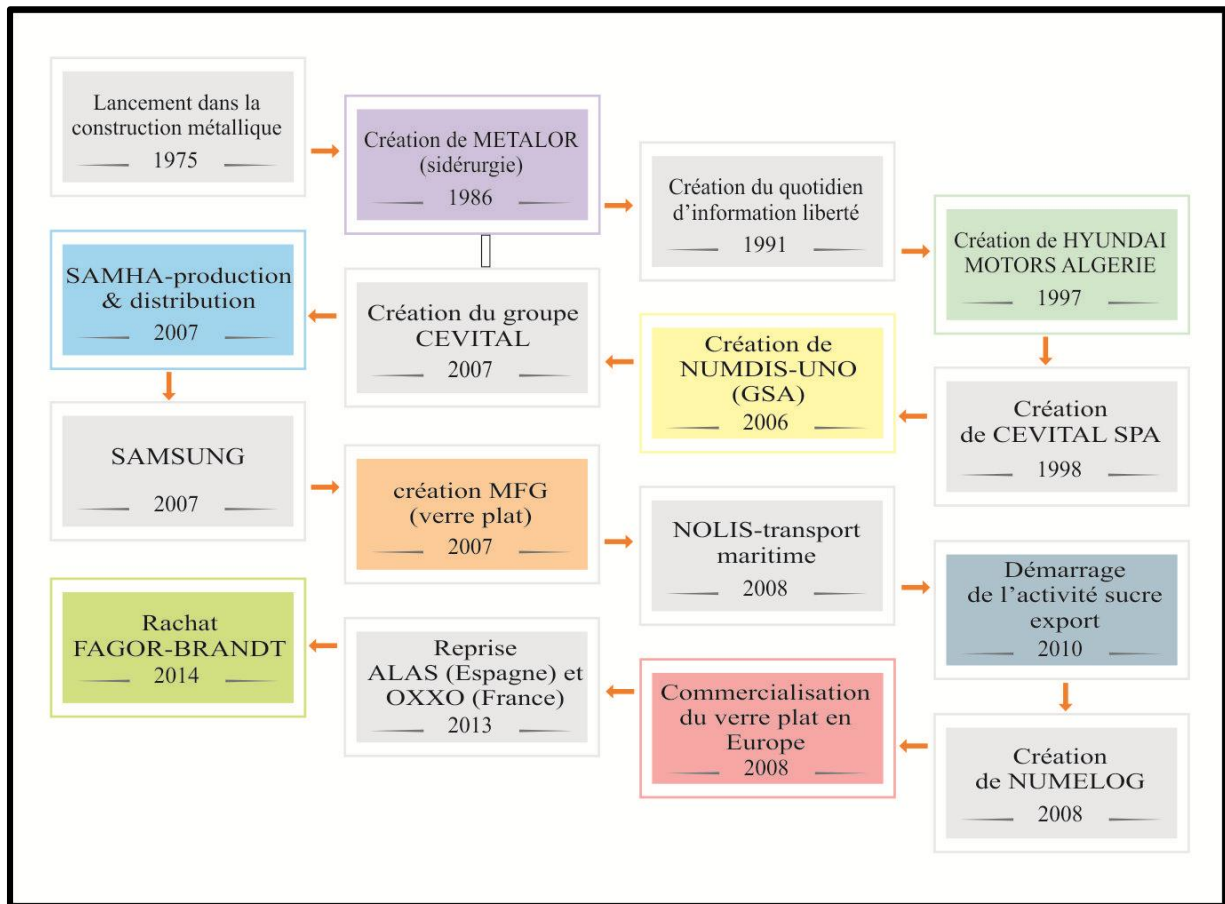 Lancement dans la
construction métallique
1975
Création de METALOR
(sidérurgie)
1986
Création du quotidien
d’information liberté
1991
Création de HYUNDAI
MOTORS ALGERIE
1997
Création
de CEVITAL SPA
1998
Création de
NUMDIS-UNO
(GSA)
2006
Création du groupe
CEVITAL
2007
SAMHA-production
& distribution
2007
SAMSUNG
2007
création MFG
(verre plat)
2007
NOLIS-transport
maritime
2008
Démarrage
de l’activité sucre
export
2010
Création
de NUMELOG
2008
Commercialisation
du verre plat en
Europe
2008
Reprise
ALAS (Espagne) et
OXXO (France)
2013
Rachat
FAGOR-BRANDT
2014